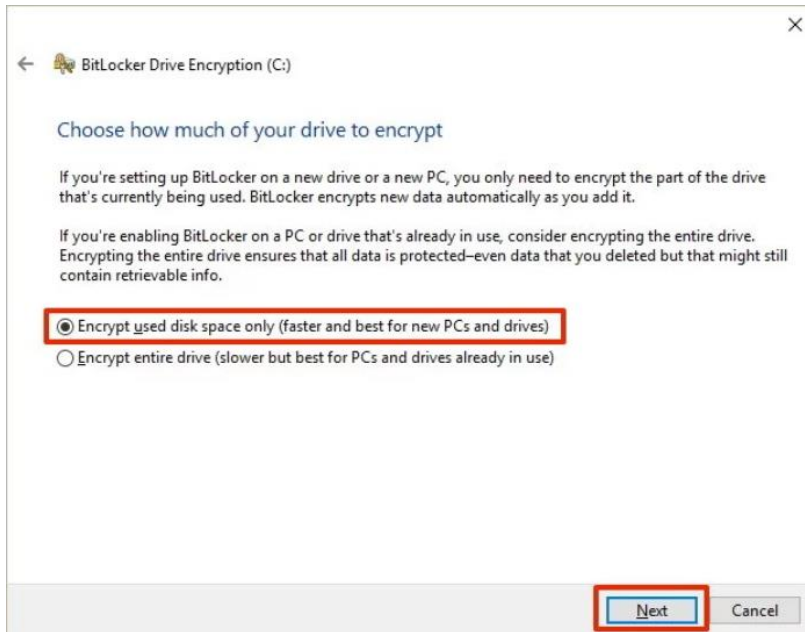 BitLocker Drive Encryption (C:)
Choose how much of your drive to encrypt
If you're setting up BitLocker on a new drive or a new PC, you only need to encrypt the part of the drive
that's currently being used. BitLocker encrypts new data automatically as you add it.
If you're enabling BitLocker on a PC or drive that's already in use, consider encrypting the entire drive.
Encrypting the entire drive ensures that all data is protected–even data that you deleted but that might still
contain retrievable info.
Encrypt used disk space only (faster and best for new PCs and drives)
Encrypt entire drive (slower but best for PCs and drives already in use)
Next Cancel